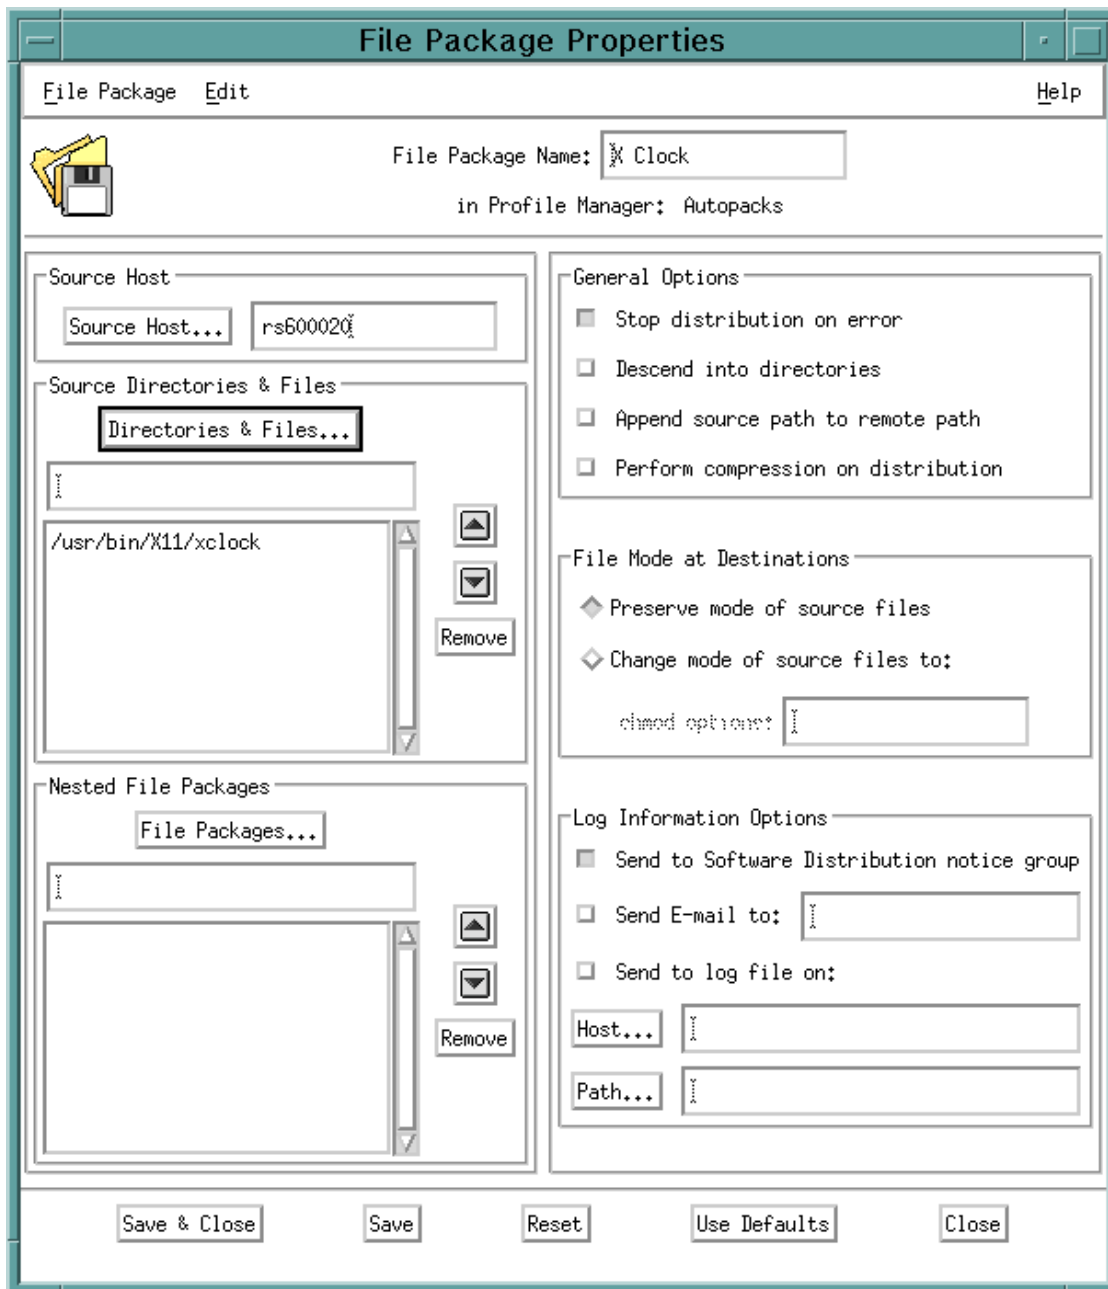 File Package Properties
File Package Edit Help
File Package Name: X Clock
in Profile Manager: Autopacks
Source Host
Source Host... rs600020
Source Directories & Files
Directories & Files...
/usr/bin/X11/xclock
Remove
Nested File Packages
File Packages...
Remove
General Options
Stop distribution on error
Descend into directories
Append source path to remote path
Perform compression on distribution
File Mode at Destinations
Preserve mode of source files
Change mode of source files to:
chmod options:
Log Information Options
Send to Software Distribution notice group
Send E-mail to:
Send to log file on:
Host...
Path...
Save & Close Save Reset Use Defaults Close